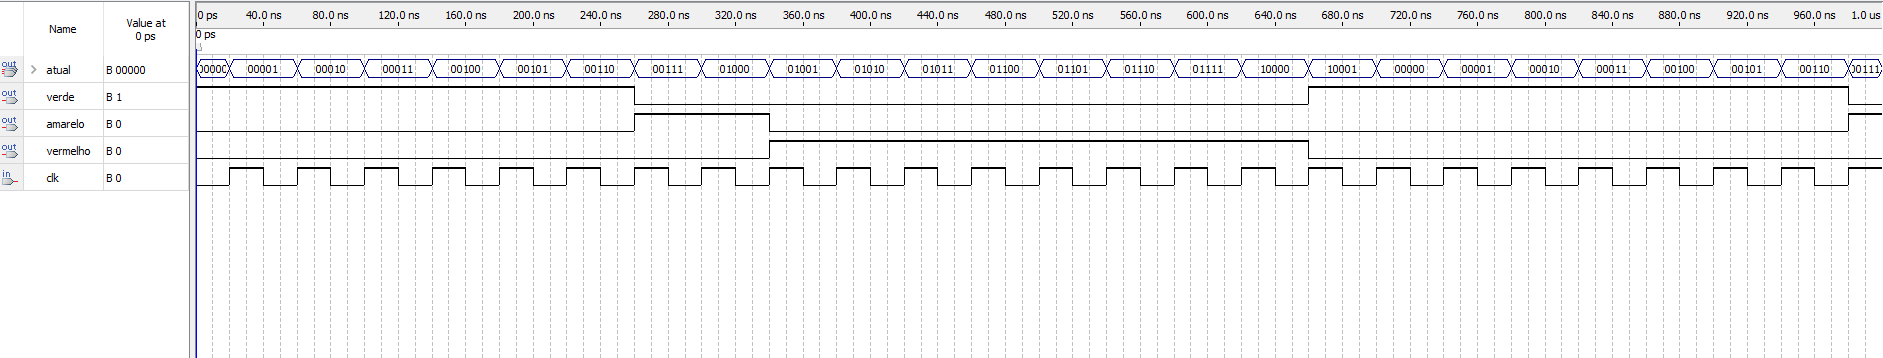 Name Value at 0 ps 0 ps 40.0 ns 80.0 ns 120.0 ns 160.0 ns 200.0 ns 240.0 ns 280.0 ns 320.0 ns 360.0 ns 400.0 ns 440.0 ns 480.0 ns 520.0 ns 560.0 ns 600.0 ns 640.0 ns 680.0 ns 720.0 ns 760.0 ns 800.0 ns 840.0 ns 880.0 ns 920.0 ns 960.0 ns 1.0 us
0 ps
out atual B 00000 00000 00001 00010 00011 00100 00101 00110 00111 01000 01001 01010 01011 01100 01101 01110 01111 10000 10001 00000 00001 00010 00011 00100 00101 00110 00111
out verde B 1
out amarelo B 0
out vermelho B 0
in clk B 0